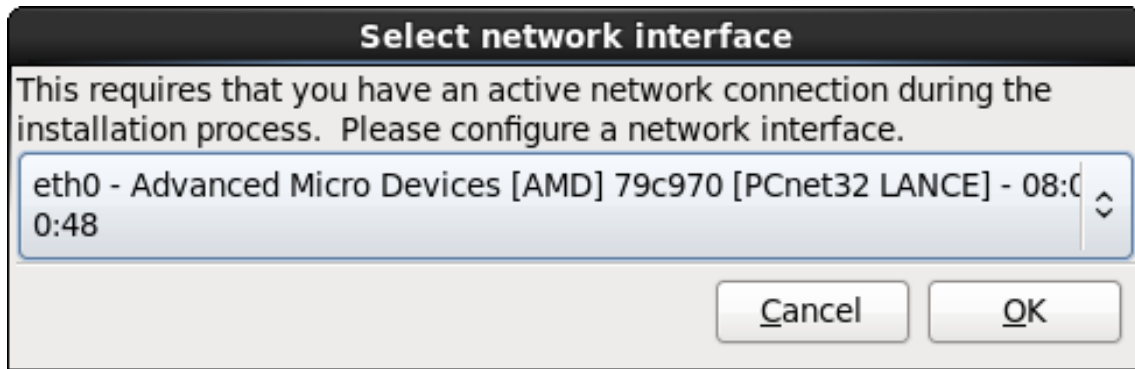 Select network interface
This requires that you have an active network connection during the
installation process.  Please configure a network interface.
eth0 - Advanced Micro Devices [AMD] 79c970 [PCnet32 LANCE] - 08:0
0:48
Cancel
OK